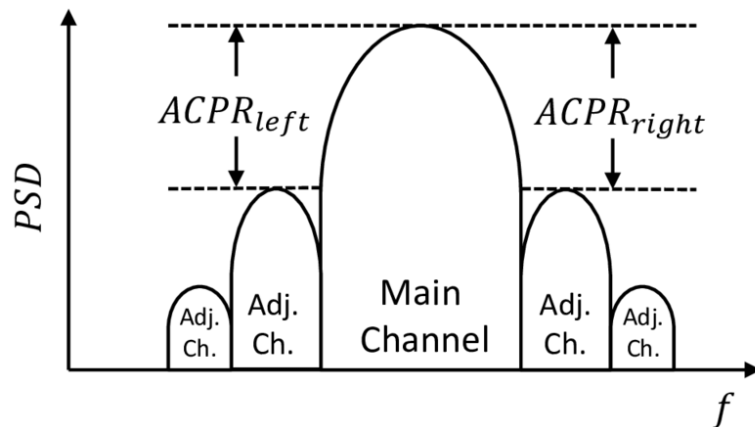 ACPR_left
ACPR_right
PSD
Main
Channel
Adj.
Ch.
Adj.
Ch.
Adj.
Ch.
Adj.
Ch.
f